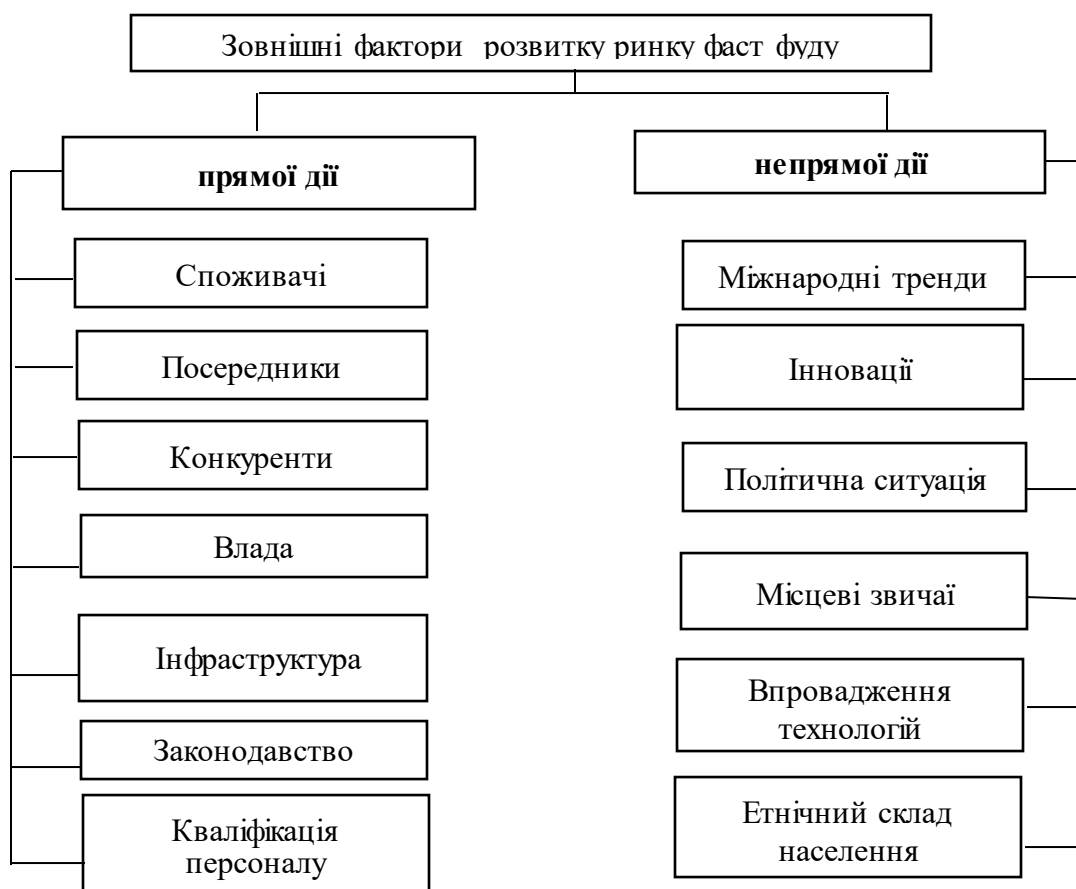 Зовнішні фактори розвитку ринку фаст фуду
прямої дії
Споживачі
Посередники
Конкуренти
Влада
Інфраструктура
Законодавство
Кваліфікація
персоналу
непрямої дії
Міжнародні тренди
Інновації
Політична ситуація
Місцеві звичаї
Впровадження
технологій
Етнічний склад
населення